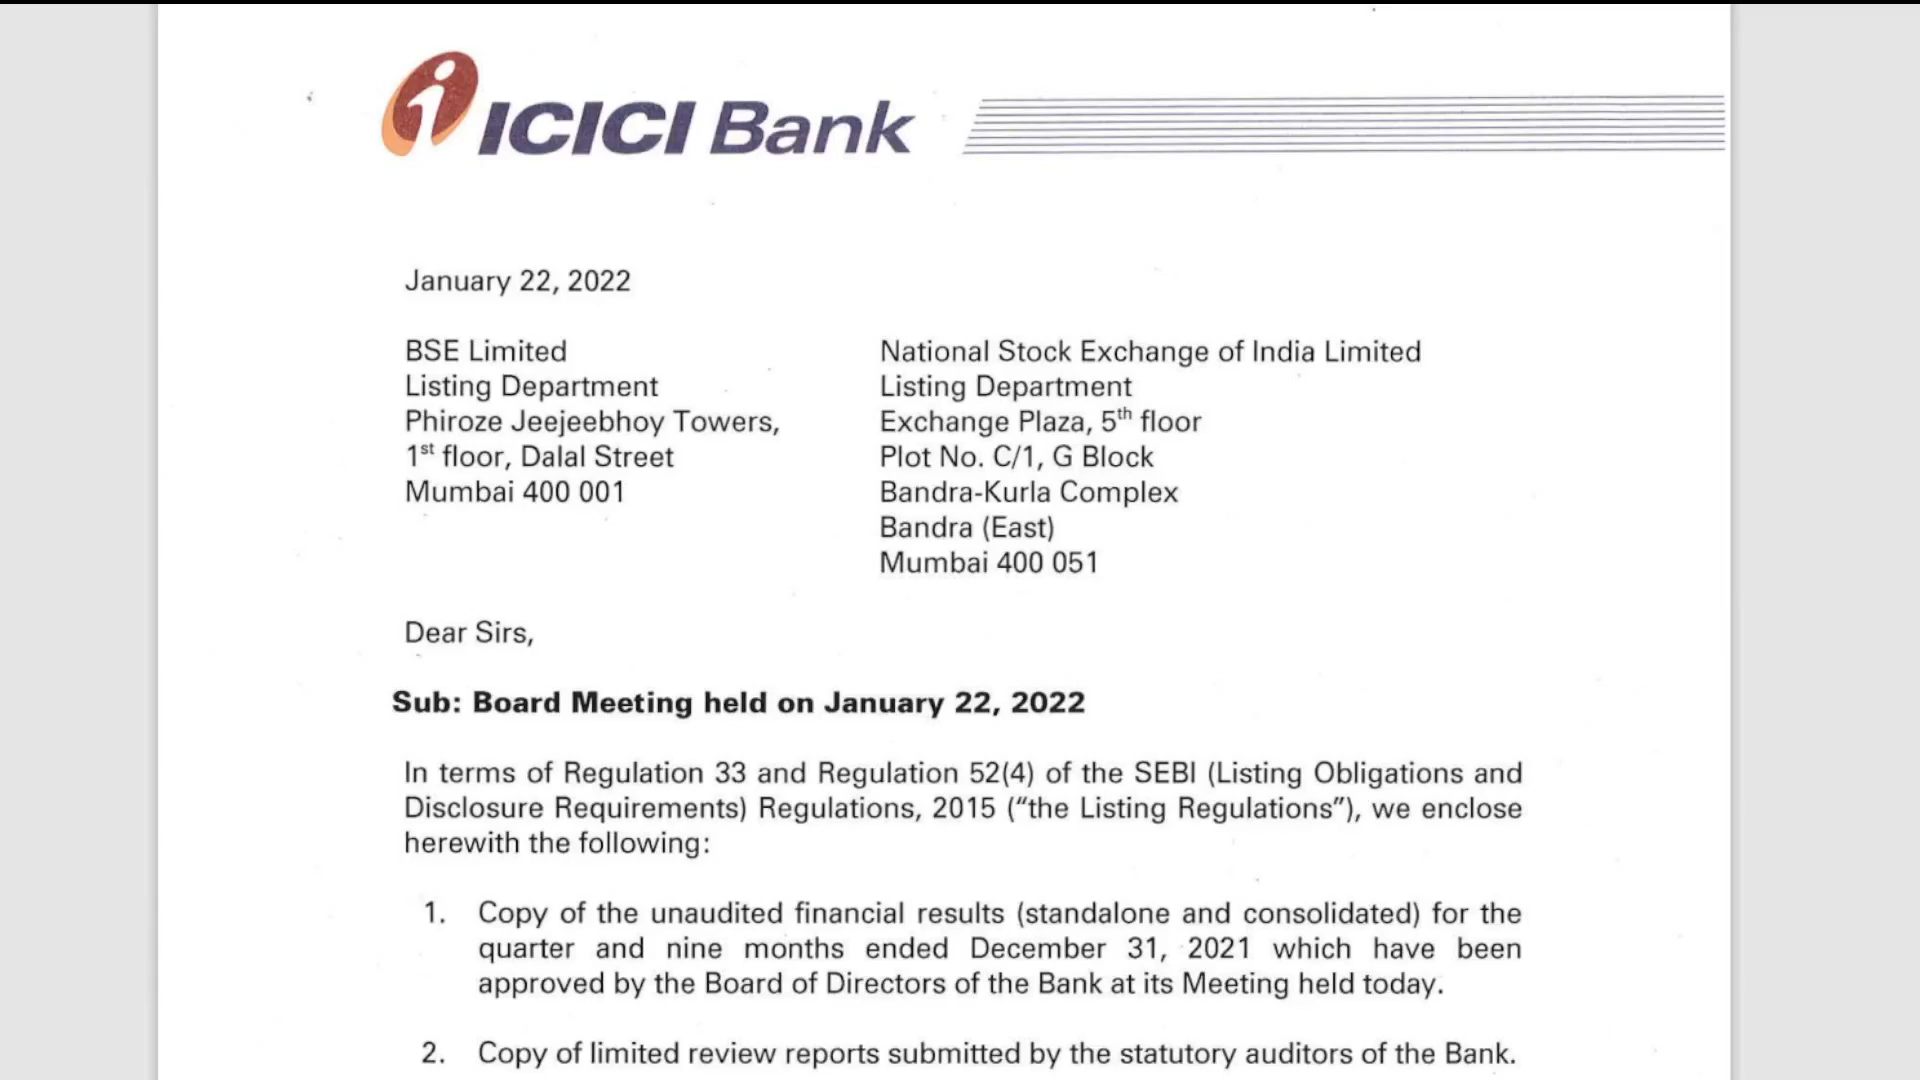 ICICI Bank
January 22, 2022
BSE Limited
Listing Department
Phiroze Jeejeebhoy Towers,
1st floor, Dalal Street
Mumbai 400 001
National Stock Exchange of India Limited
Listing Department
Exchange Plaza, 5th floor
Plot No. C/1, G Block
Bandra-Kurla Complex
Bandra (East)
Mumbai 400 051
Dear Sirs,
Sub: Board Meeting held on January 22, 2022
In terms of Regulation 33 and Regulation 52(4) of the SEBI (Listing Obligations and
Disclosure Requirements) Regulations, 2015 (“the Listing Regulations”), we enclose
herewith the following:
1. Copy of the unaudited financial results (standalone and consolidated) for the
quarter and nine months ended December 31, 2021 which have been
approved by the Board of Directors of the Bank at its Meeting held today.
2. Copy of limited review reports submitted by the statutory auditors of the Bank.